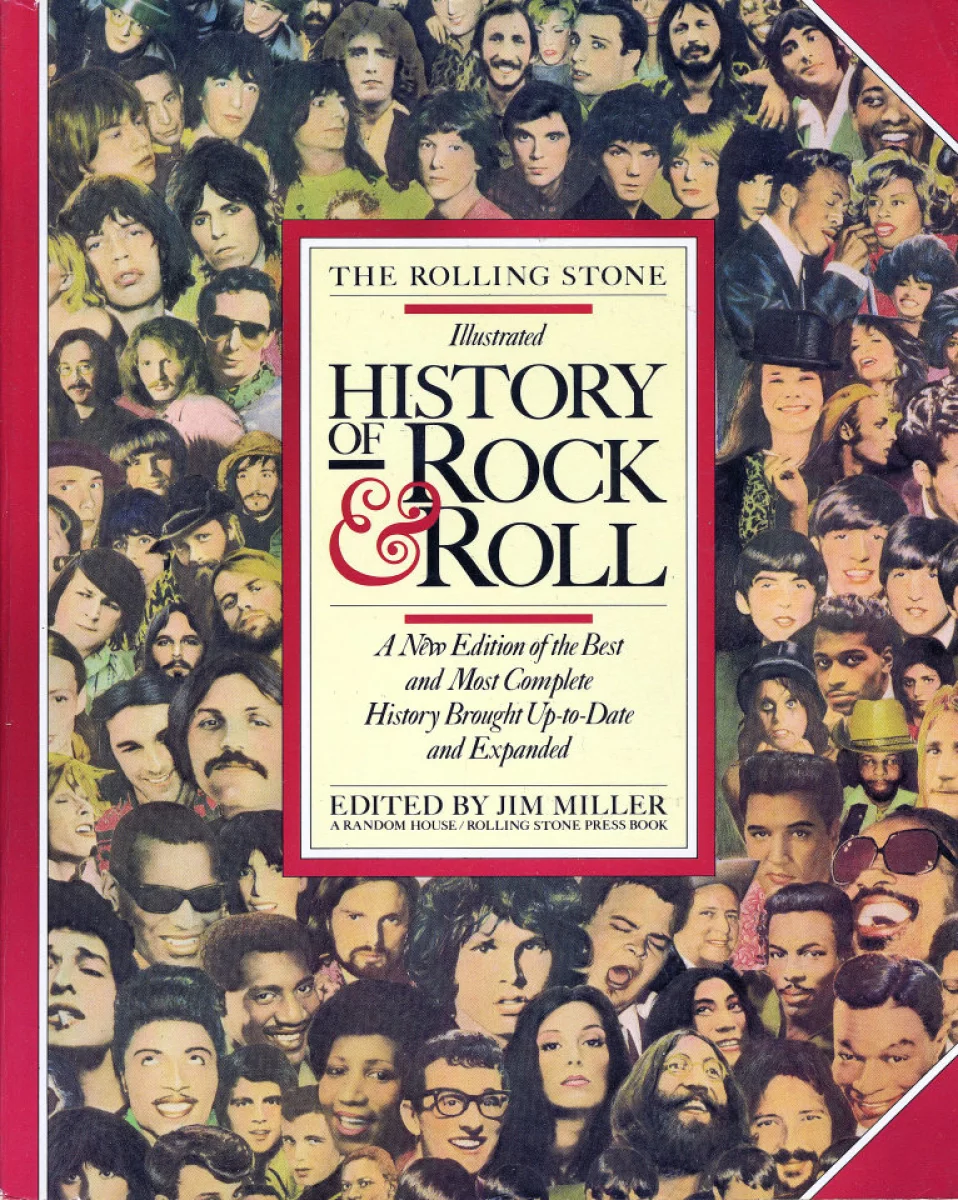 THE ROLLING STONE
Illustrated
HISTORY
OF ROCK
& ROLL
A New Edition of the Best
and Most Complete
History Brought Up-to-Date
and Expanded
EDITED BY JIM MILLER
A RANDOM HOUSE/ROLLING STONE PRESS BOOK